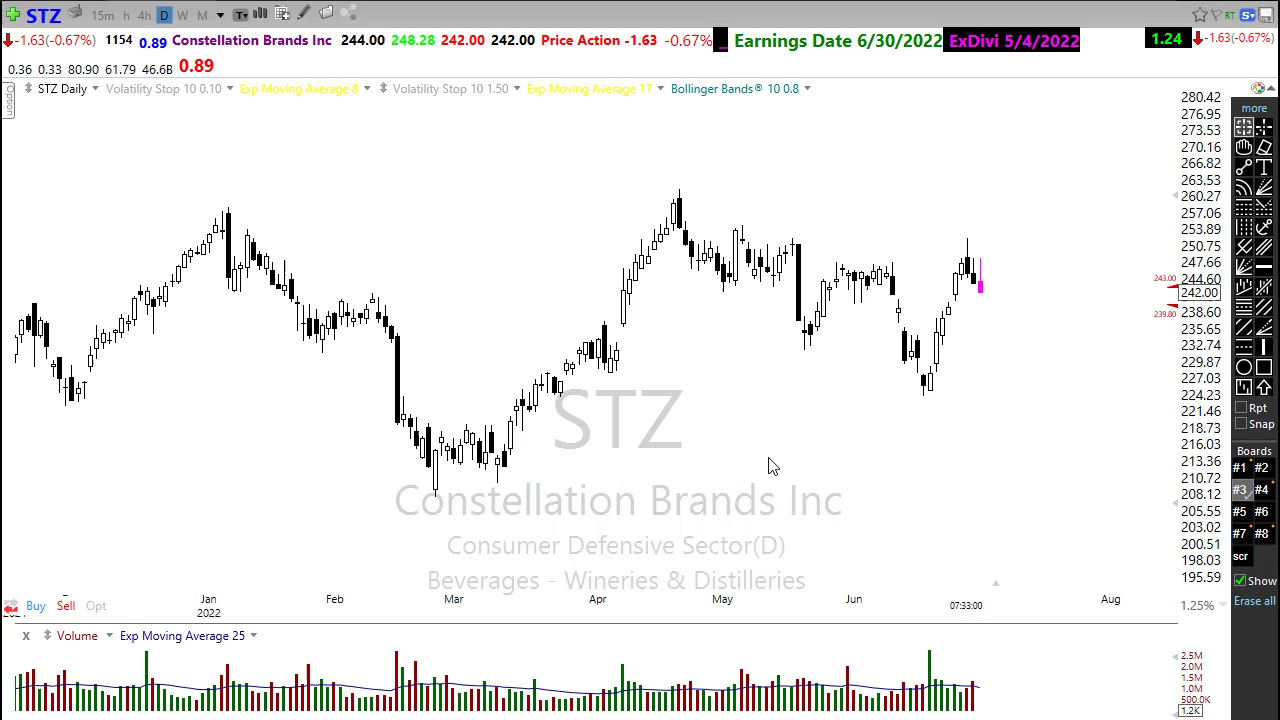 STZ 15m h 4h D W M T RT S
-1.63(-0.67%) 1154 0.89 Constellation Brands Inc 244.00 248.28 242.00 242.00 Price Action -1.63 -0.67% ... Earnings Date 6/30/2022 ExDivi 5/4/2022 1.24 -1.63(-0.67%)
0.36 0.33 80.90 61.79 46.6B 0.89
Option
STZ Daily Volatility Stop 10 0.10 Exp Moving Average 8 Volatility Stop 10 1.50 Exp Moving Average 17 Bollinger Bands® 10 0.8
280.42
276.95
273.53
270.16
266.82
263.53
260.27
257.06
253.89
250.75
247.66
244.60
243.00
242.00
238.60
239.80
235.65
232.74
229.87
227.03
224.23
221.46
218.73
216.03
213.36
210.72
208.12
205.55
203.02
200.51
198.03
195.59
STZ
Constellation Brands Inc
Consumer Defensive Sector(D)
Beverages - Wineries & Distilleries
Jan Feb Mar Apr May Jun 07:33:00 Aug
2022
Buy Sell Opt
1.25%
X Volume Exp Moving Average 25
2.5M
2.0M
1.5M
1.0M
500.0K
1.2K
more
T
Rpt
Snap
Boards
#1 #2
#3 #4
#5 #6
#7 #8
scr
Show
Erase all